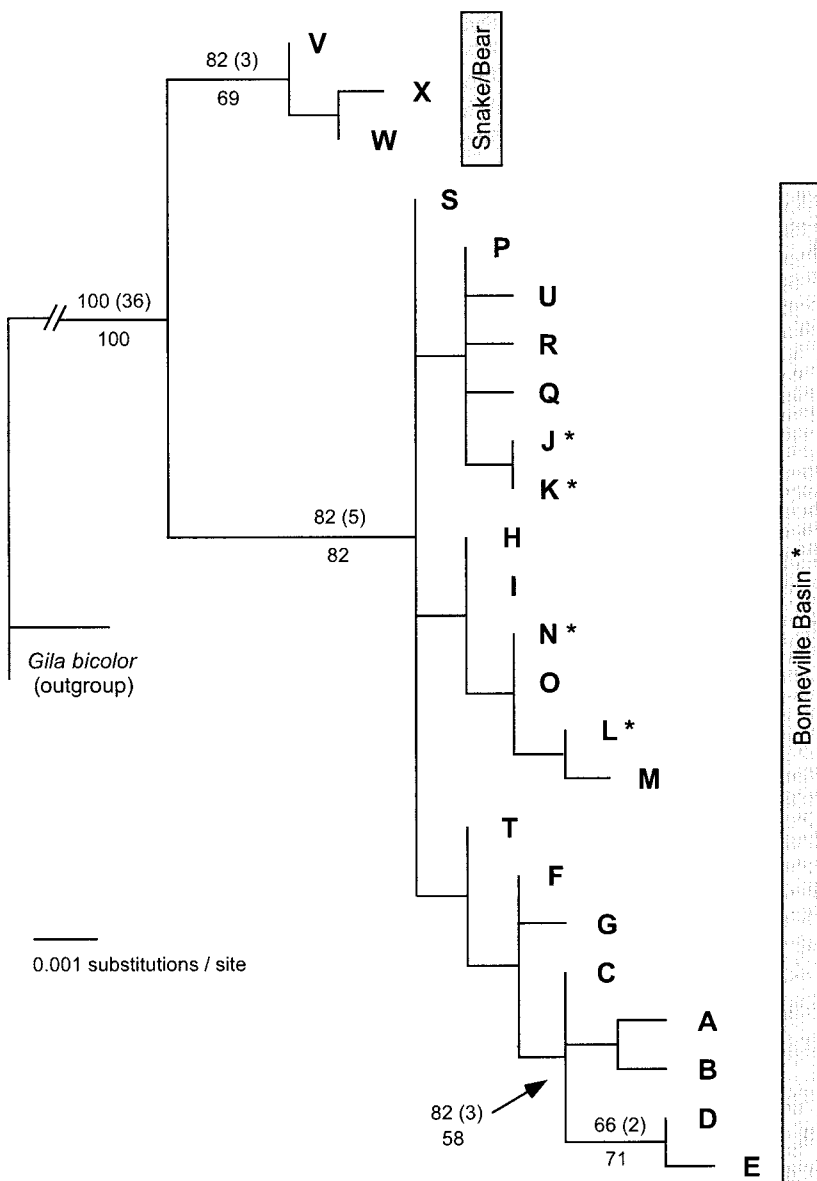 V
82 (3)
69
X
W
Snake/Bear
S
P
100 (36)
100
U
R
Q
J *
K *
82 (5)
82
H
I
N *
O
L *
M
Gila bicolor
(outgroup)
Bonneville Basin *
T
F
G
0.001 substitutions / site
C
A
B
82 (3)
58
66 (2)
71
D
E